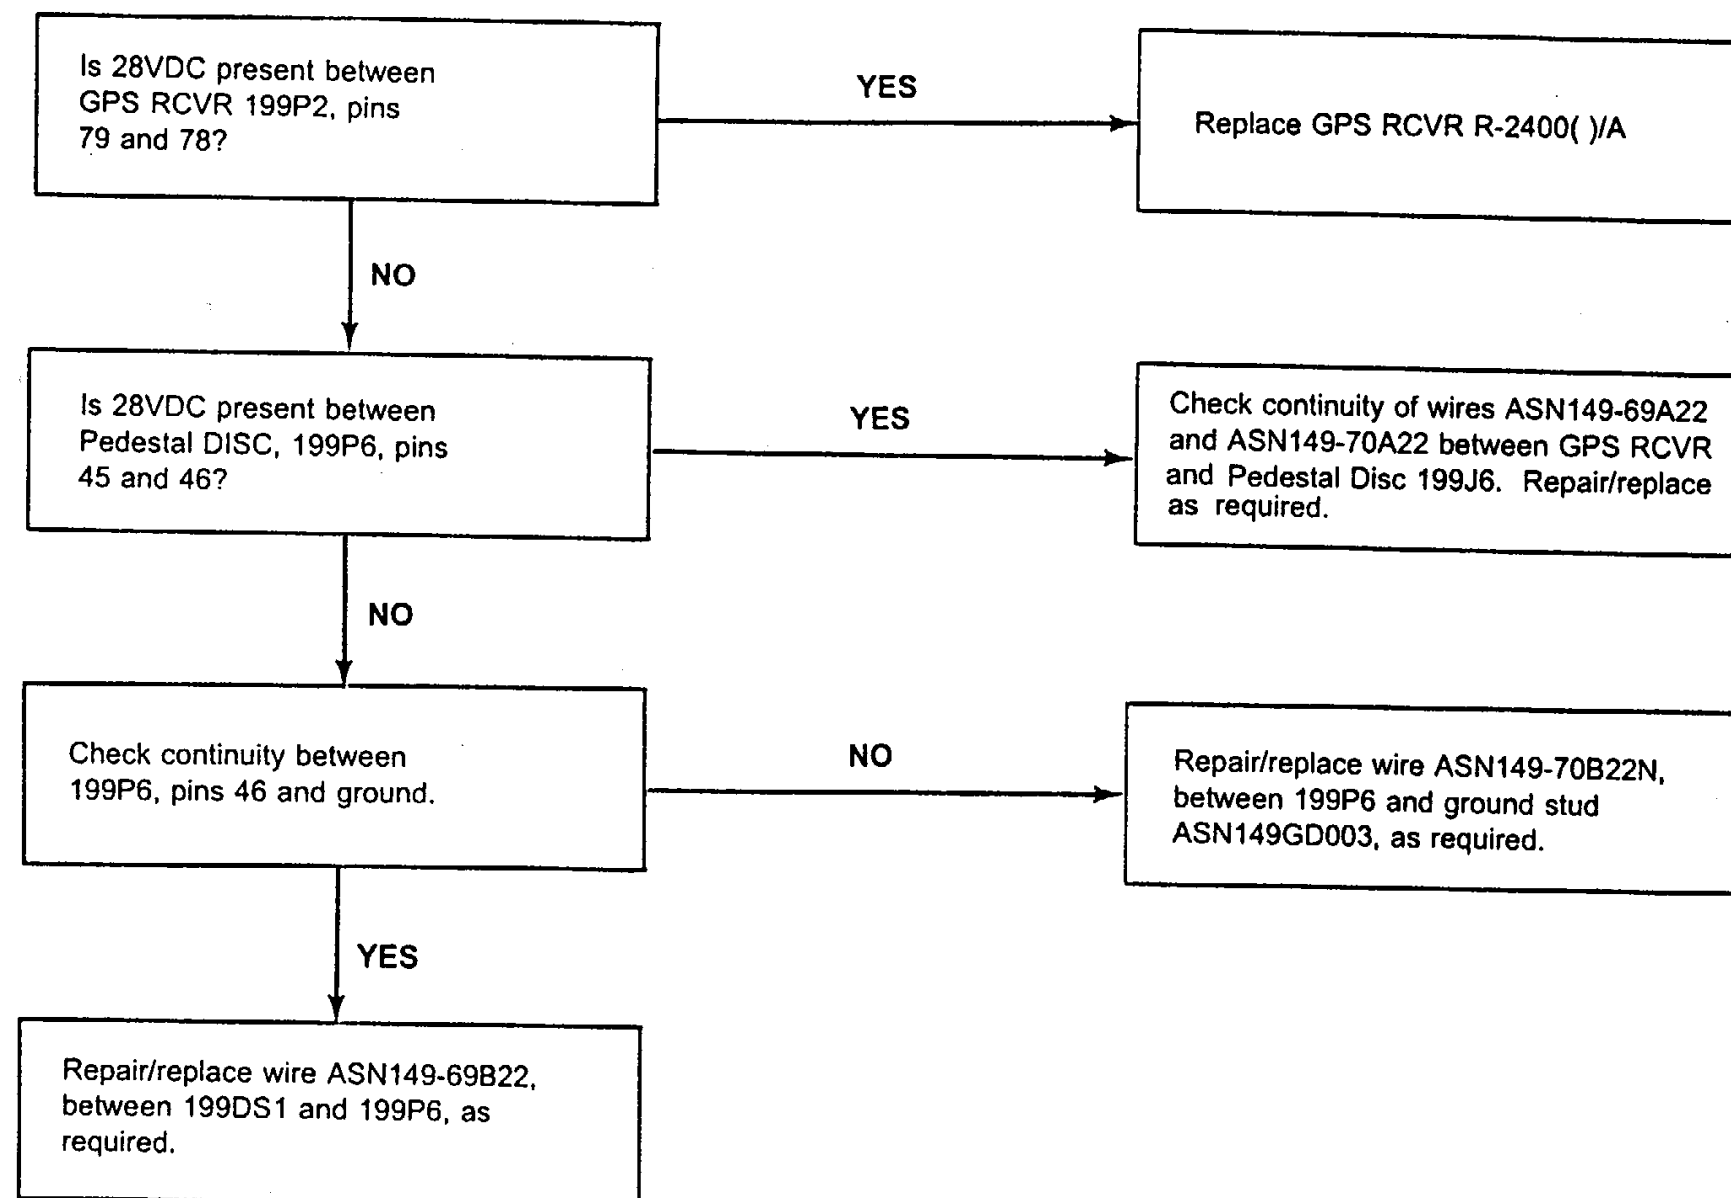 Is 28VDC present between
GPS RCVR 199P2, pins
79 and 78?
YES
Replace GPS RCVR R-2400( )/A
NO
Is 28VDC present between
Pedestal DISC, 199P6, pins
45 and 46?
YES
Check continuity of wires ASN149-69A22
and ASN149-70A22 between GPS RCVR
and Pedestal Disc 199J6. Repair/replace
as required.
NO
Check continuity between
199P6, pins 46 and ground.
NO
Repair/replace wire ASN149-70B22N,
between 199P6 and ground stud
ASN149GD003, as required.
YES
Repair/replace wire ASN149-69B22,
between 199DS1 and 199P6, as
required.